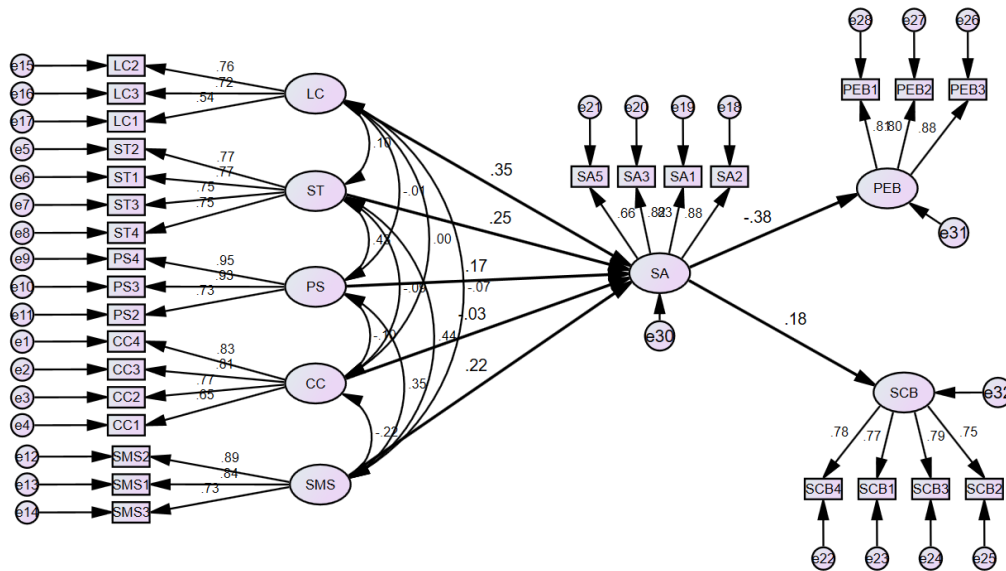 e28
e27
e26
PEB1
PEB2
PEB3
.81
.80
.88
PEB
e31
e15
LC2
.76
e16
LC3
.72
e17
LC1
.54
LC
e5
ST2
.77
e6
ST1
.77
e7
ST3
.75
e8
ST4
.75
ST
e9
PS4
.95
e10
PS3
.93
e11
PS2
.73
PS
e1
CC4
.83
e2
CC3
.81
e3
CC2
.77
e4
CC1
.65
CC
e12
SMS2
.89
e13
SMS1
.84
e14
SMS3
.73
SMS
.10
-.01
.00
-.07
-.09
.44
-.10
.35
-.22
.35
.25
.17
-.03
.22
e21
e20
e19
e18
SA5
SA3
SA1
SA2
.66
.88
SA
e30
-.38
.18
SCB
e32
.78
.77
.79
.75
SCB4
SCB1
SCB3
SCB2
e22
e23
e24
e25